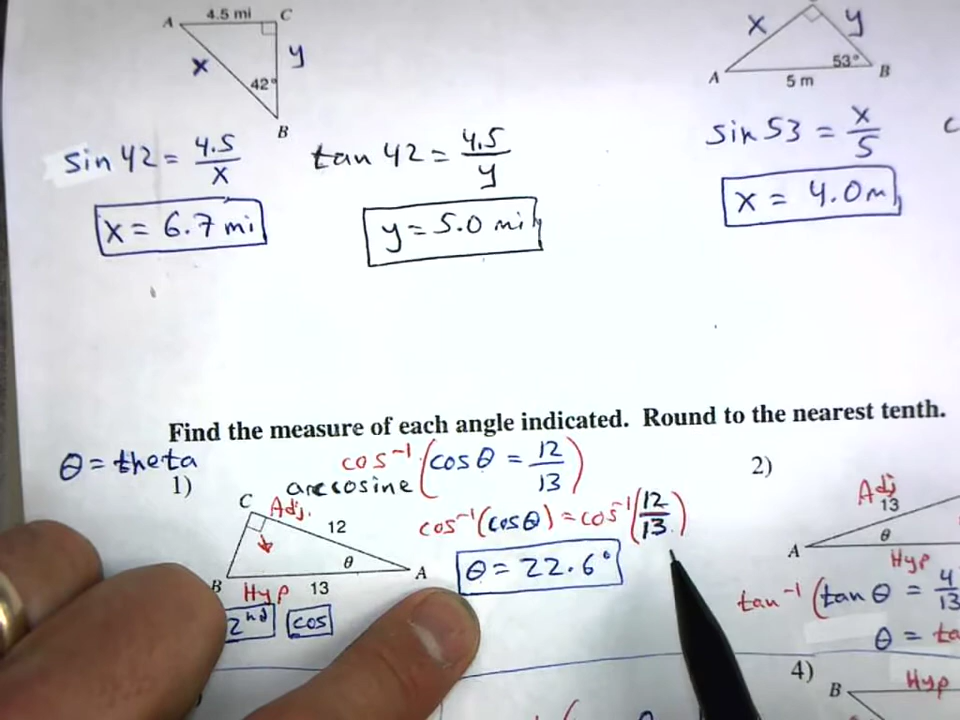 A 4.5 mi C
x y
42°
B
sin 42 = 4.5/x
x = 6.7 mi
tan 42 = 4.5/y
y = 5.0 mi
x y
53°
A 5 m B
sin 53 = x/5
x = 4.0 m
Find the measure of each angle indicated. Round to the nearest tenth.
θ = theta
1)
cos⁻¹(cos θ = 12/13)
arccosine
C Adj. 12
θ
B Hyp 13 A
cos⁻¹(cos θ) = cos⁻¹(12/13)
θ = 22.6°
2nd cos
2)
Adj
13
θ
A
Hyp
tan⁻¹(tan θ = 4/13
θ = ta
4)
B Hyp